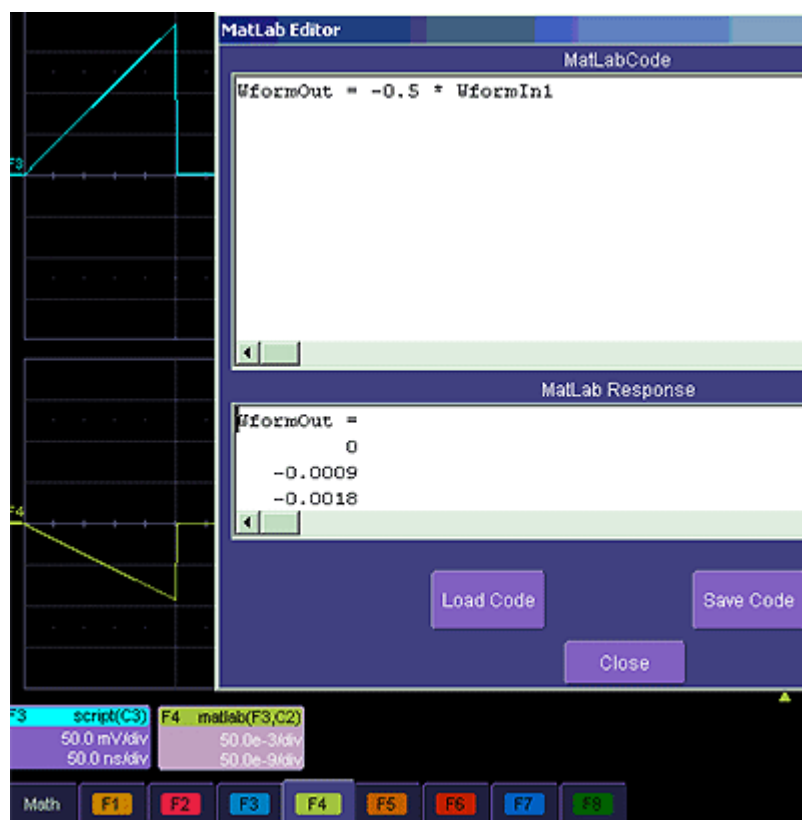 MatLab Editor
MatLabCode
WformOut = -0.5 * WformIn1
F3
MatLab Response
WformOut =
0
-0.0009
-0.0018
F4
Load Code
Save Code
Close
F3 script(C3)
50.0 mV/div
50.0 ns/div
F4 matlab(F3,C2)
50.0e-3/div
50.0e-9/div
Math F1 F2 F3 F4 F5 F6 F7 F8